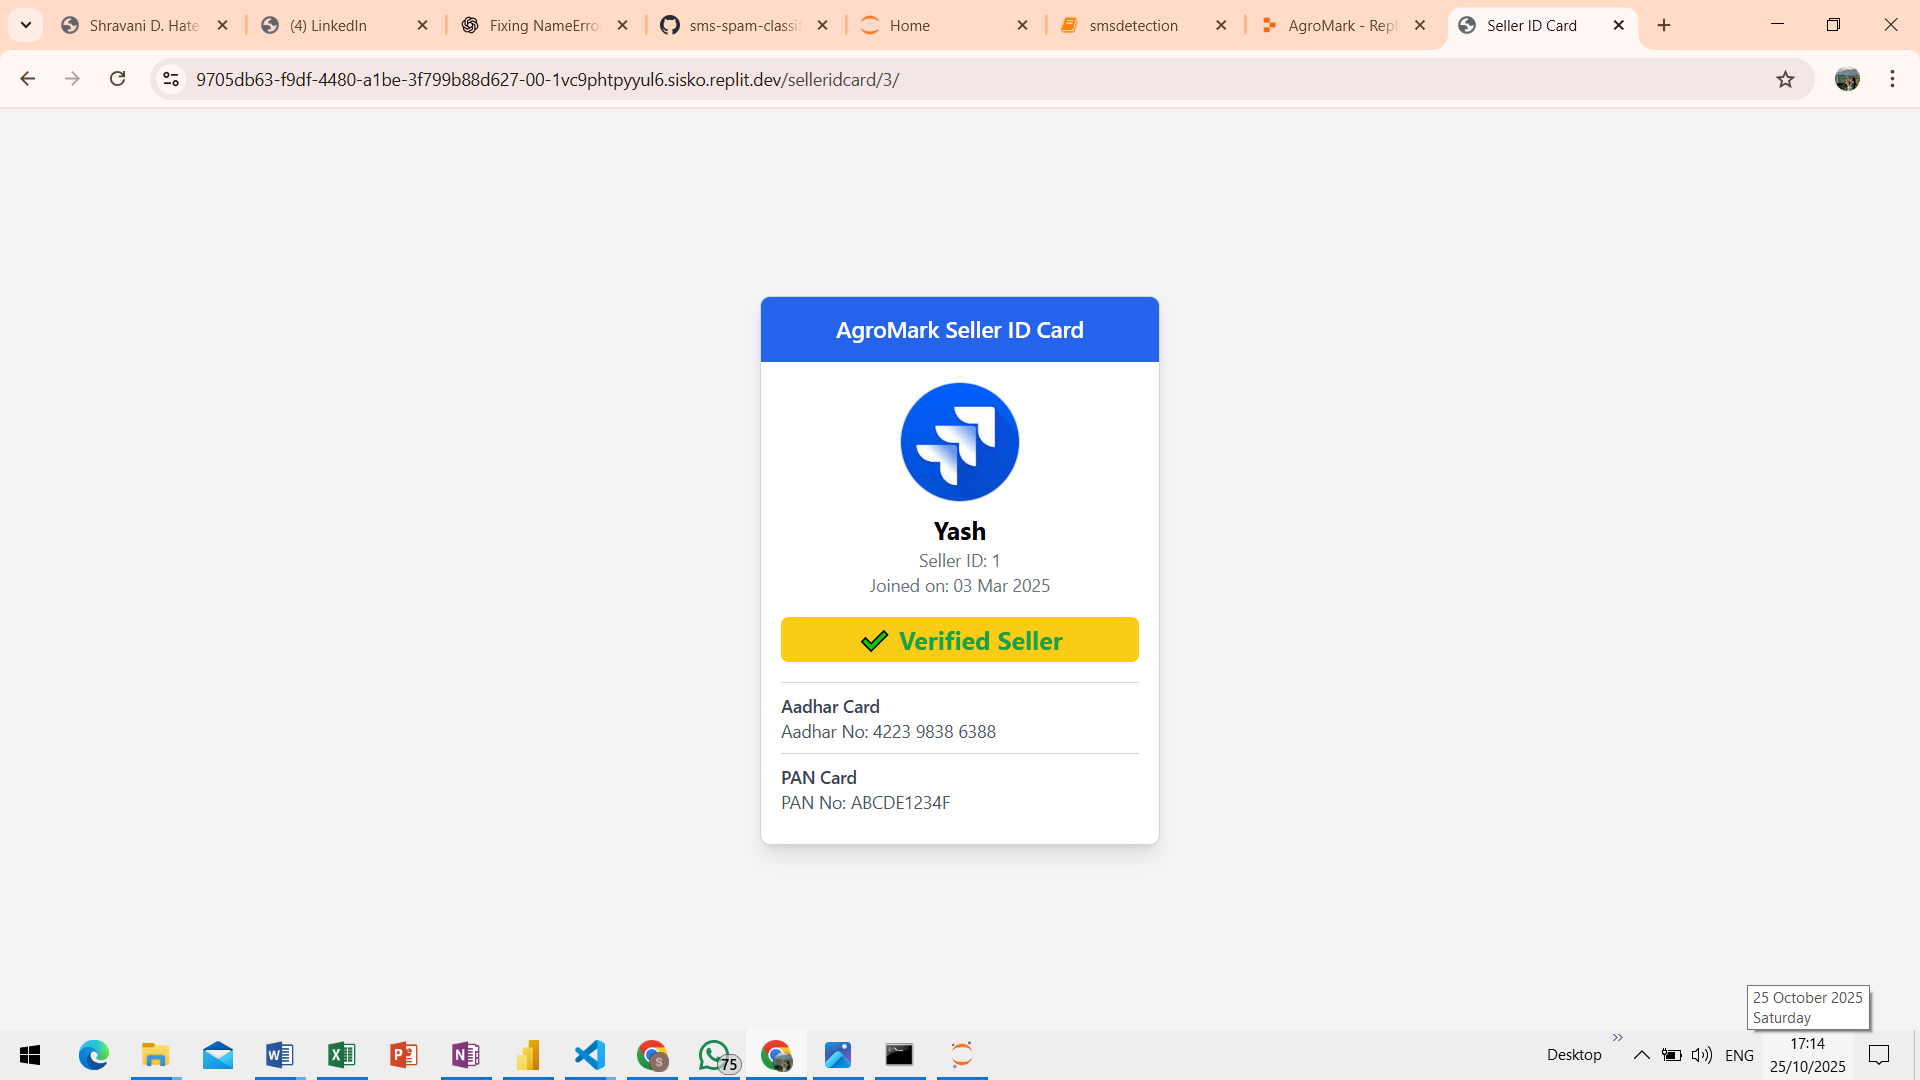 Shravani D. Hate
(4) LinkedIn
Fixing NameErro
sms-spam-classif
Home
smsdetection
AgroMark - Repl
Seller ID Card
9705db63-f9df-4480-a1be-3f799b88d627-00-1vc9phtpyyul6.sisko.replit.dev/selleridcard/3/
AgroMark Seller ID Card
Yash
Seller ID: 1
Joined on: 03 Mar 2025
Verified Seller
Aadhar Card
Aadhar No: 4223 9838 6388
PAN Card
PAN No: ABCDE1234F
25 October 2025
Saturday
S
75
Desktop
ENG
17:14
25/10/2025